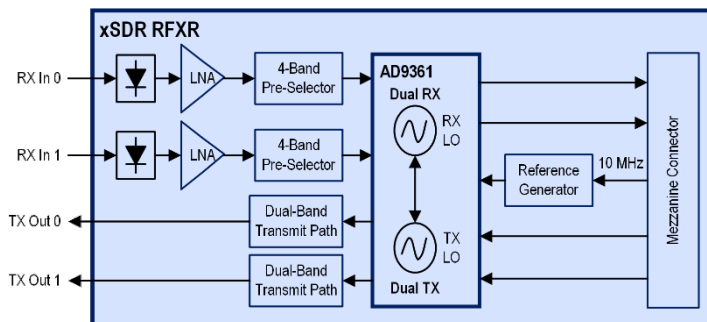 xSDR RFXR
RX In 0
LNA
4-Band
Pre-Selector
AD9361
Dual RX
RX
LO
RX In 1
LNA
4-Band
Pre-Selector
Reference
Generator
10 MHz
Mezzanine Connector
TX Out 0
Dual-Band
Transmit Path
TX
LO
Dual TX
TX Out 1
Dual-Band
Transmit Path